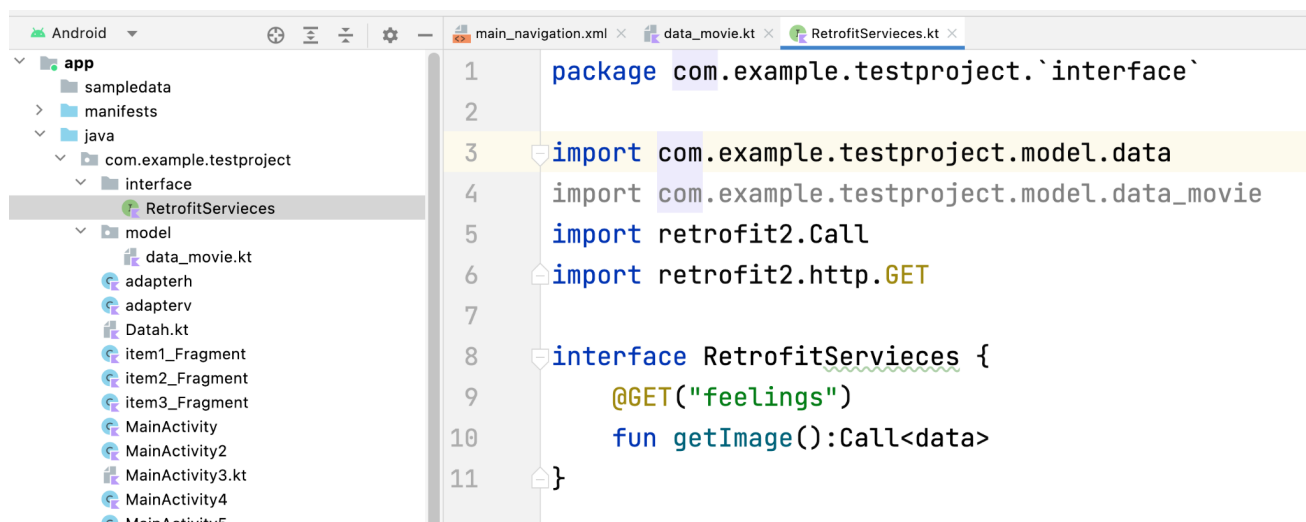 Android
main_navigation.xml
data_movie.kt
RetrofitServieces.kt
app
sampledata
manifests
java
com.example.testproject
interface
RetrofitServieces
model
data_movie.kt
adapterh
adapterv
Datah.kt
item1_Fragment
item2_Fragment
item3_Fragment
MainActivity
MainActivity2
MainActivity3.kt
MainActivity4
MainActivity5
1 package com.example.testproject.`interface`
2
3 import com.example.testproject.model.data
4 import com.example.testproject.model.data_movie
5 import retrofit2.Call
6 import retrofit2.http.GET
7
8 interface RetrofitServieces {
9 @GET("feelings")
10 fun getImage():Call<data>
11 }